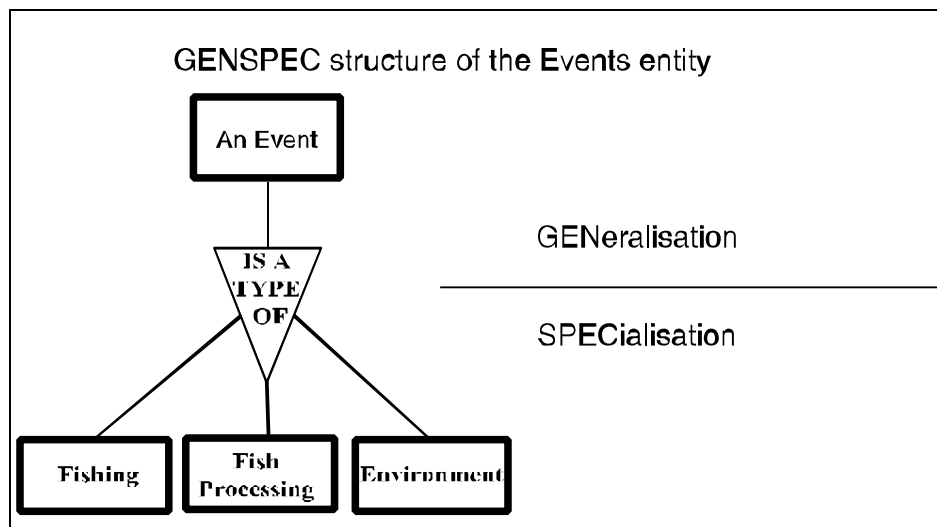 GENSPEC structure of the Events entity
An Event
GENeralisation
IS A
TYPE
OF
SPECialisation
Fishing
Fish
Processing
Environment